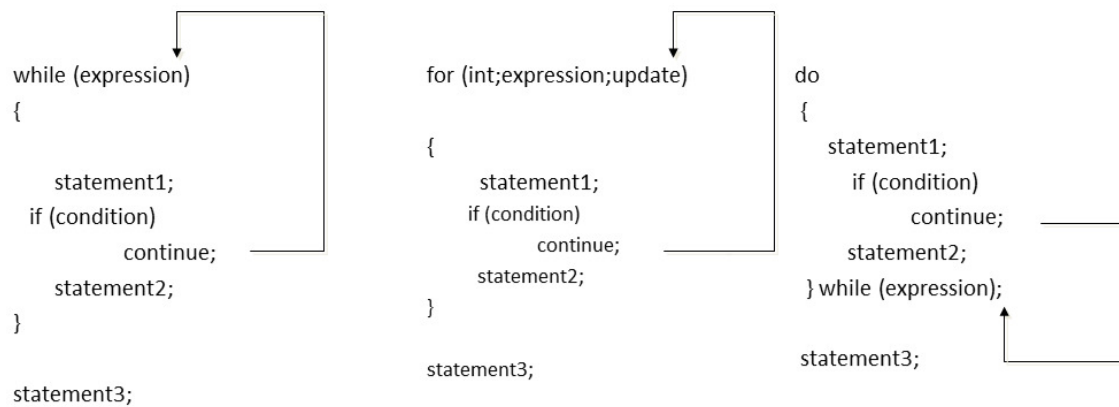 while (expression)
{
statement1;
if (condition)
continue;
statement2;
}
statement3;
for (int;expression;update)
{
statement1;
if (condition)
continue;
statement2;
}
statement3;
do
{
statement1;
if (condition)
continue;
statement2;
} while (expression);
statement3;